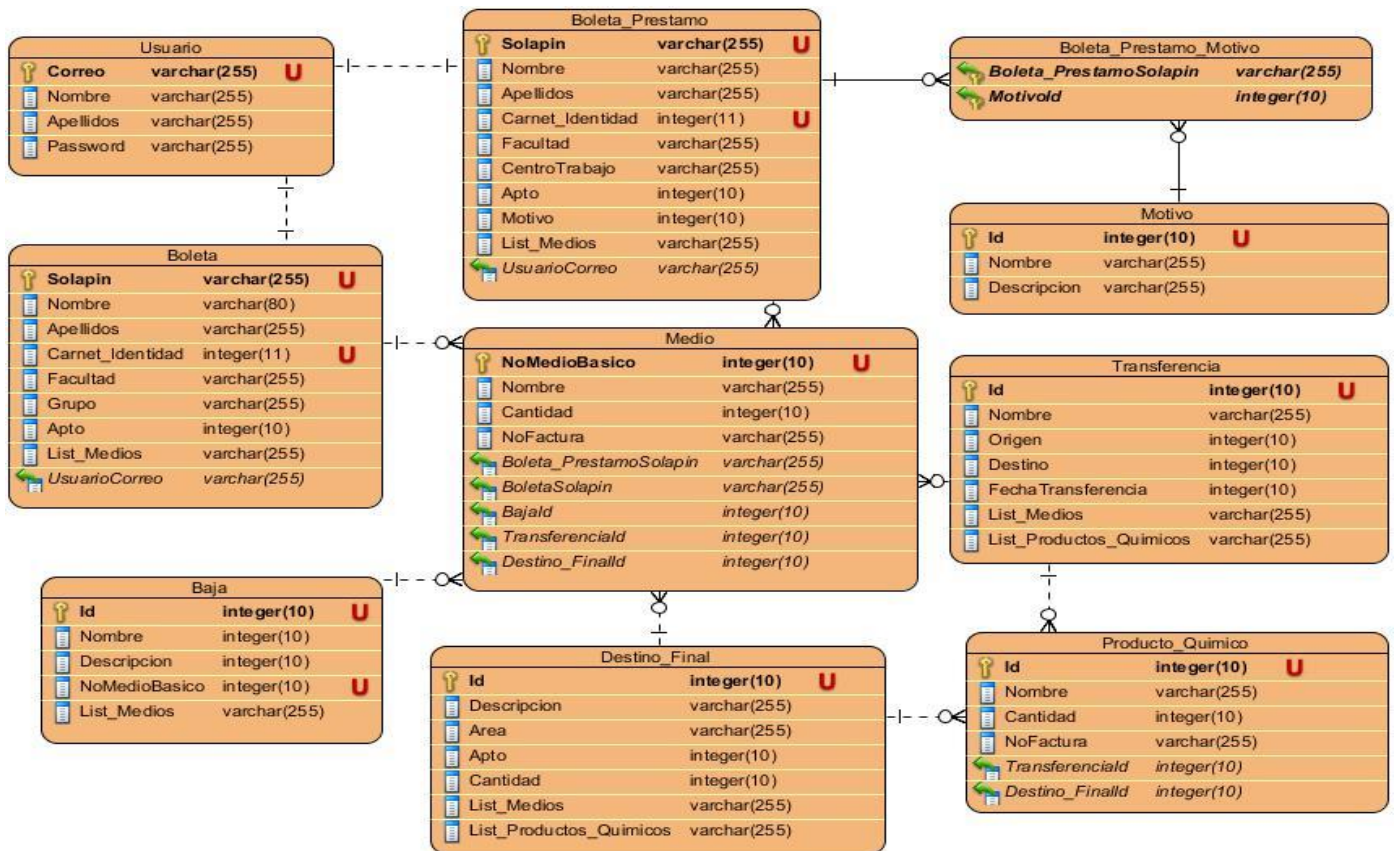 Usuario
Correo varchar(255) U
Nombre varchar(255)
Apellidos varchar(255)
Password varchar(255)
Boleta_Prestamo
Solapin varchar(255) U
Nombre varchar(255)
Apellidos varchar(255)
Carnet_Identidad integer(11) U
Facultad varchar(255)
CentroTrabajo varchar(255)
Apto integer(10)
Motivo integer(10)
List_Medios varchar(255)
UsuarioCorreo varchar(255)
Boleta_Prestamo_Motivo
Boleta_PrestamoSolapin varchar(255)
MotivoId integer(10)
Motivo
Id integer(10) U
Nombre varchar(255)
Descripcion varchar(255)
Boleta
Solapin varchar(255) U
Nombre varchar(80)
Apellidos varchar(255)
Carnet_Identidad integer(11) U
Facultad varchar(255)
Grupo varchar(255)
Apto integer(10)
List_Medios varchar(255)
UsuarioCorreo varchar(255)
Medio
NoMedioBasico integer(10) U
Nombre varchar(255)
Cantidad integer(10)
NoFactura varchar(255)
Boleta_PrestamoSolapin varchar(255)
BoletaSolapin varchar(255)
BajaId integer(10)
TransferenciaId integer(10)
Destino_FinalId integer(10)
Transferencia
Id integer(10) U
Nombre varchar(255)
Origen integer(10)
Destino integer(10)
FechaTransferencia integer(10)
List_Medios varchar(255)
List_Productos_Quimicos varchar(255)
Baja
Id integer(10) U
Nombre integer(10)
Descripcion integer(10)
NoMedioBasico integer(10) U
List_Medios varchar(255)
Destino_Final
Id integer(10) U
Descripcion varchar(255)
Area varchar(255)
Apto integer(10)
Cantidad integer(10)
List_Medios varchar(255)
List_Productos_Quimicos varchar(255)
Producto_Quimico
Id integer(10) U
Nombre varchar(255)
Cantidad integer(10)
NoFactura varchar(255)
TransferenciaId integer(10)
Destino_FinalId integer(10)